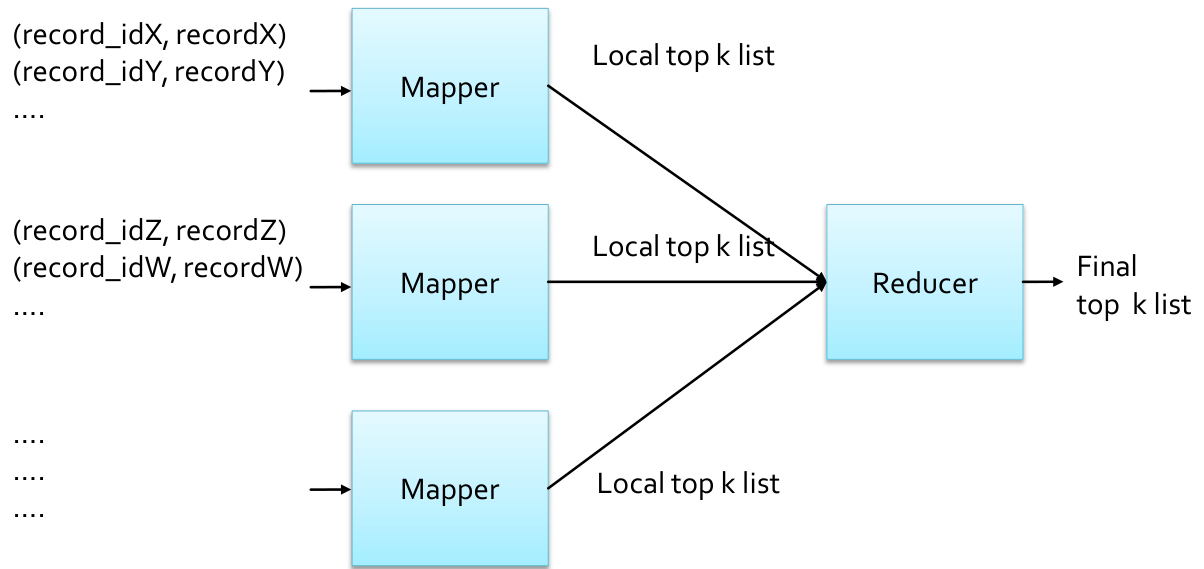 (record_idX, recordX)
(record_idY, recordY)
....
Mapper
Local top k list
(record_idZ, recordZ)
(record_idW, recordW)
....
Mapper
Local top k list
Reducer
Final
top k list
....
....
....
Mapper
Local top k list